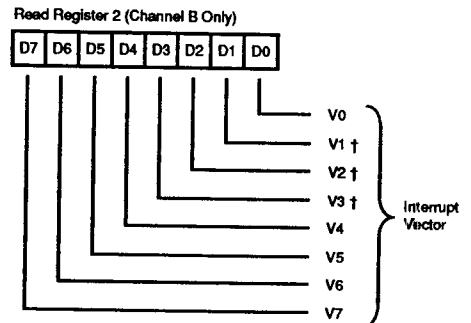 Read Register 2 (Channel B Only)
D7 D6 D5 D4 D3 D2 D1 D0
V0
V1 †
V2 †
V3 †
V4
V5
V6
V7
Interrupt
Vector